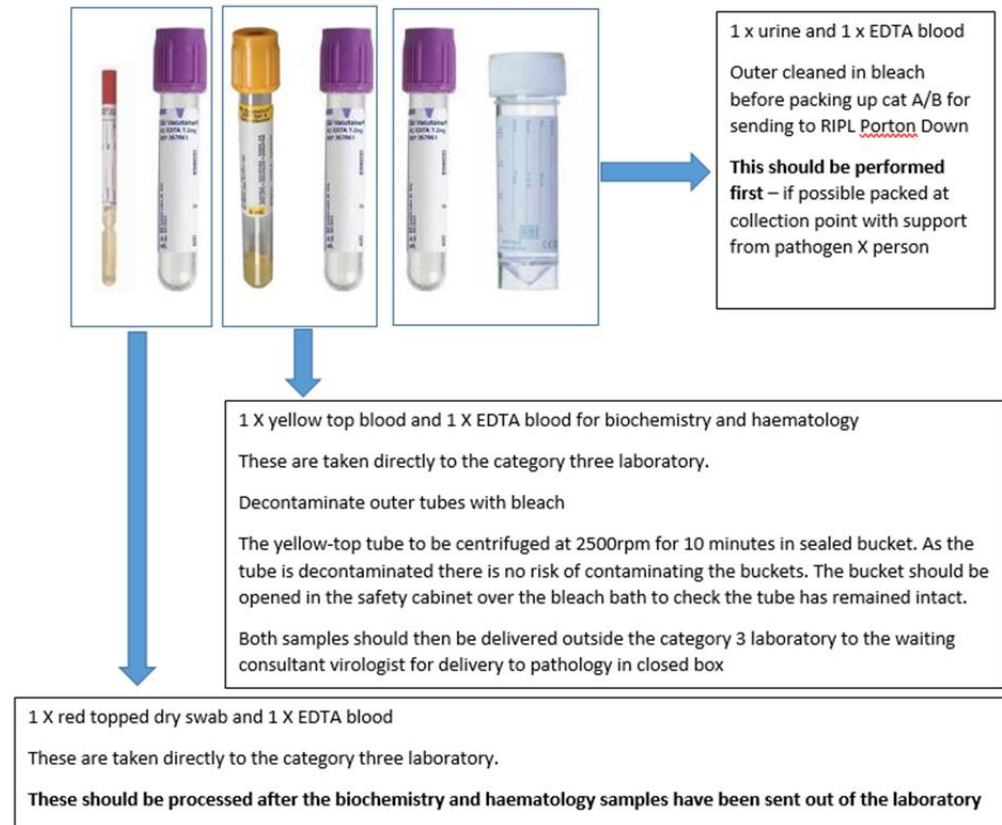 1 x urine and 1 x EDTA blood
Outer cleaned in bleach
before packing up cat A/B for
sending to RIPL Porton Down
This should be performed
first – if possible packed at
collection point with support
from pathogen X person
1 X yellow top blood and 1 X EDTA blood for biochemistry and haematology
These are taken directly to the category three laboratory.
Decontaminate outer tubes with bleach
The yellow-top tube to be centrifuged at 2500rpm for 10 minutes in sealed bucket. As the
tube is decontaminated there is no risk of contaminating the buckets. The bucket should be
opened in the safety cabinet over the bleach bath to check the tube has remained intact.
Both samples should then be delivered outside the category 3 laboratory to the waiting
consultant virologist for delivery to pathology in closed box
1 X red topped dry swab and 1 X EDTA blood
These are taken directly to the category three laboratory.
These should be processed after the biochemistry and haematology samples have been sent out of the laboratory